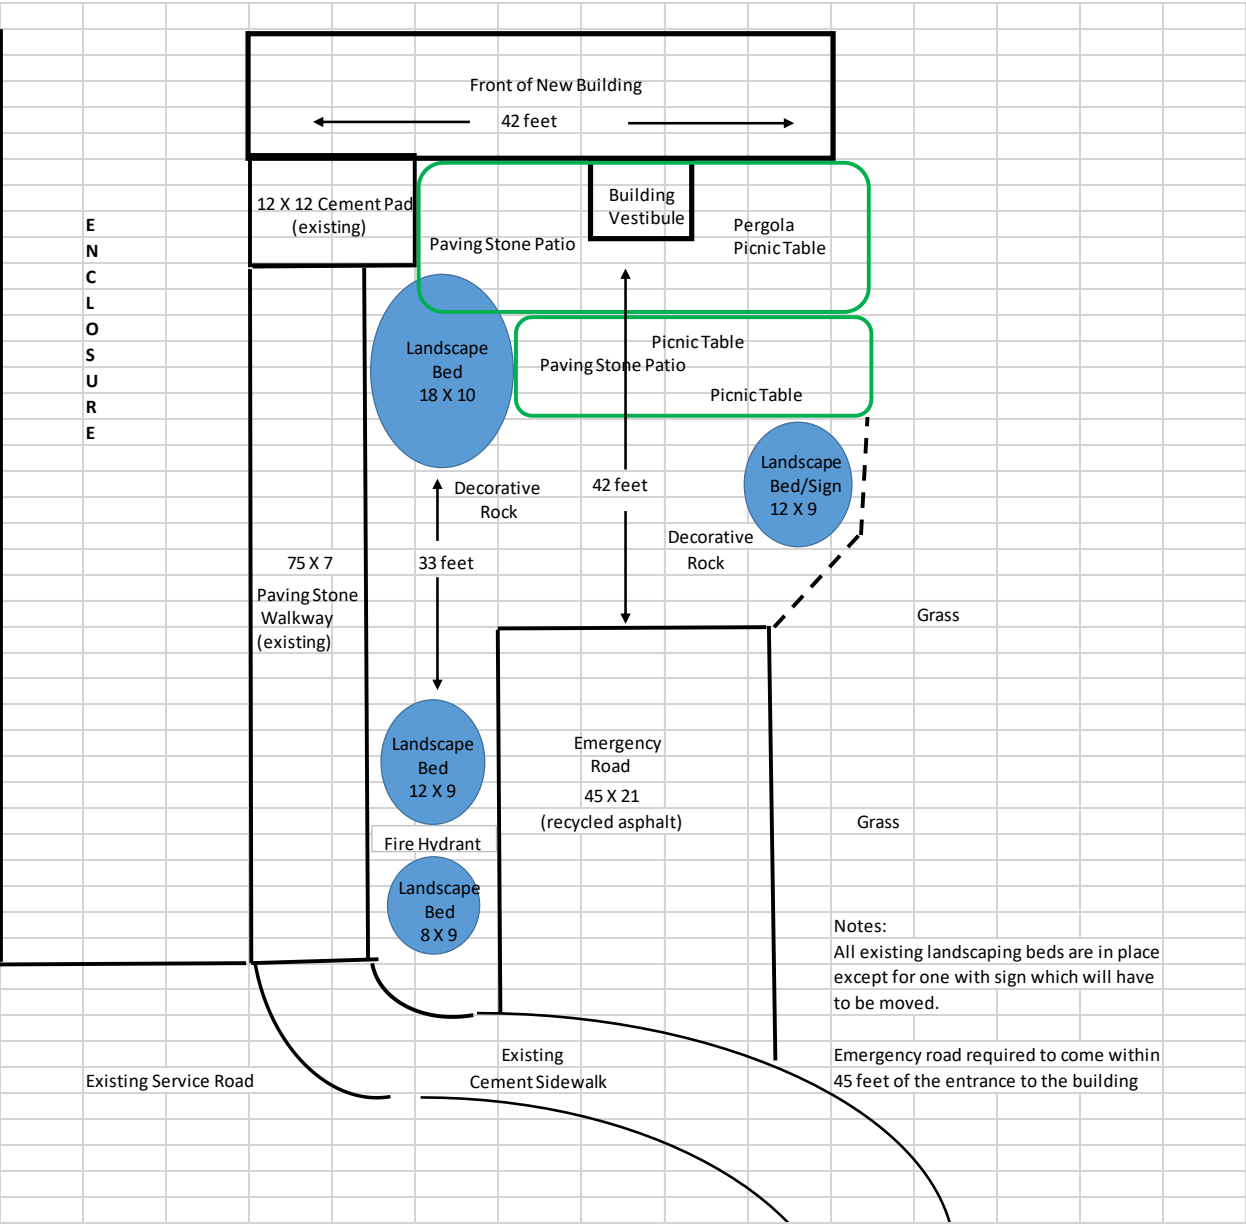 Front of New Building
42 feet
12 X 12 Cement Pad
(existing)
Building
Vestibule
Pergola
Picnic Table
Paving Stone Patio
E
N
C
L
O
S
U
R
E
Landscape
Bed
18 X 10
Picnic Table
Paving Stone Patio
Picnic Table
Landscape
Bed/Sign
12 X 9
Decorative
Rock
42 feet
Decorative
Rock
33 feet
75 X 7
Paving Stone
Walkway
(existing)
Grass
Landscape
Bed
12 X 9
Emergency
Road
45 X 21
(recycled asphalt)
Grass
Fire Hydrant
Landscape
Bed
8 X 9
Notes:
All existing landscaping beds are in place
except for one with sign which will have
to be moved.
Emergency road required to come within
45 feet of the entrance to the building
Existing
Cement Sidewalk
Existing Service Road